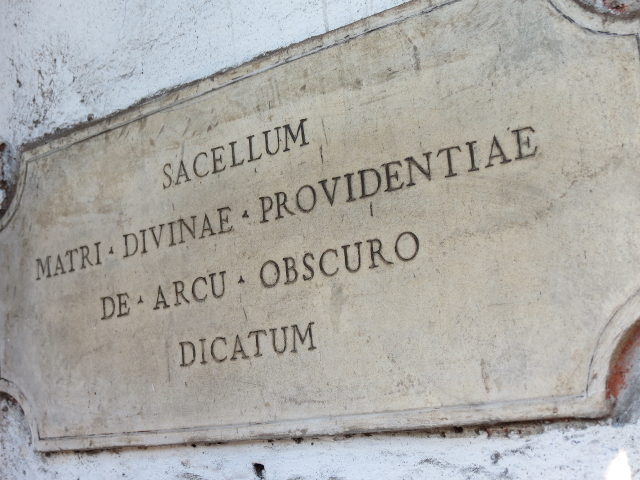 SACELLUM
MATRI · DIVINAE · PROVIDENTIAE
DE · ARCU · OBSCURO
DICATUM